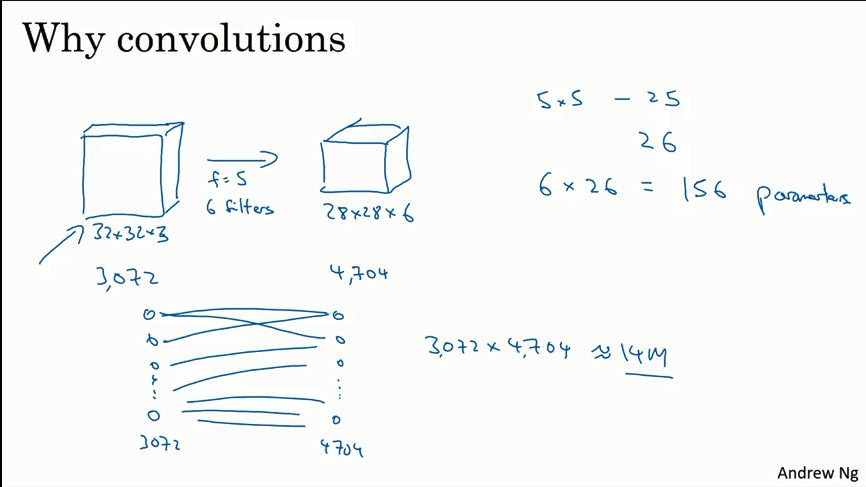 Why convolutions
5×5 – 25
26
6 × 26 = 156 parameters
f=5
6 filters
32×32×3
28×28×6
3,072
4,704
3,072 × 4,704 ≈ 14M
3072
4704
Andrew Ng